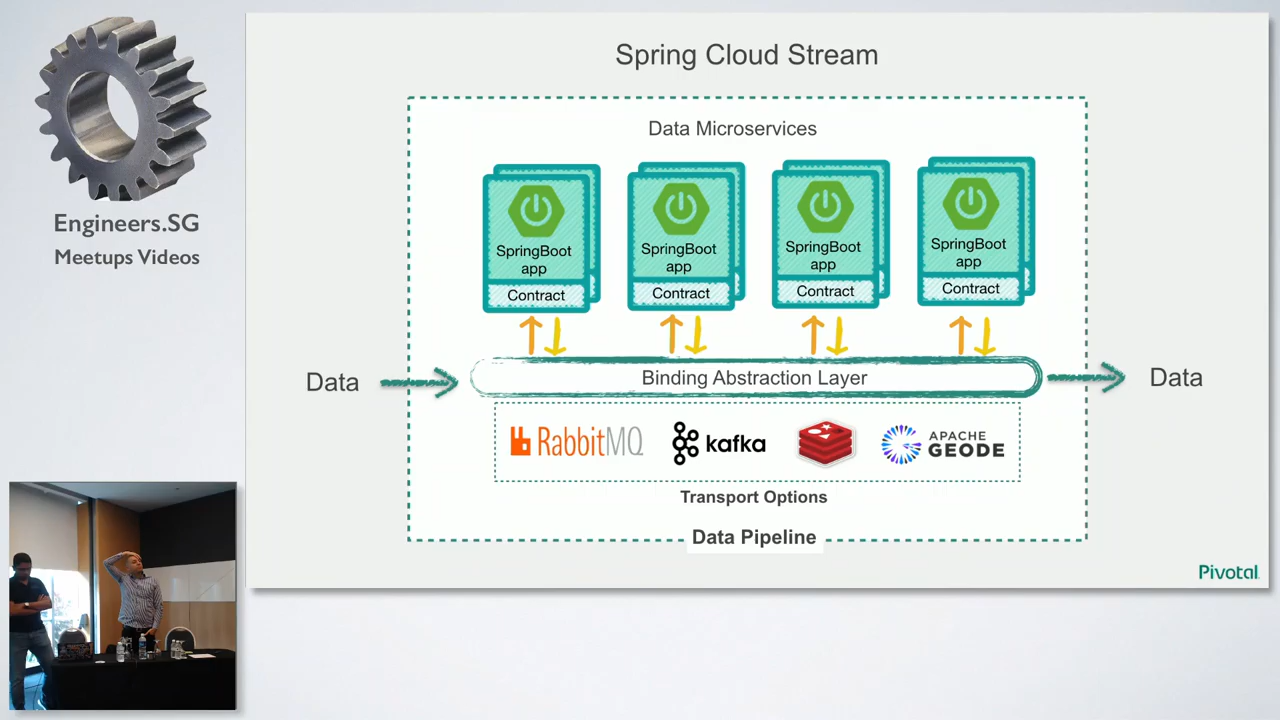 Engineers.SG
Meetups Videos
Spring Cloud Stream
Data Microservices
SpringBoot
app
Contract
SpringBoot
app
Contract
SpringBoot
app
Contract
SpringBoot
app
Contract
Data
Binding Abstraction Layer
Data
RabbitMQ
kafka
APACHE
GEODE
Transport Options
Data Pipeline
Pivotal